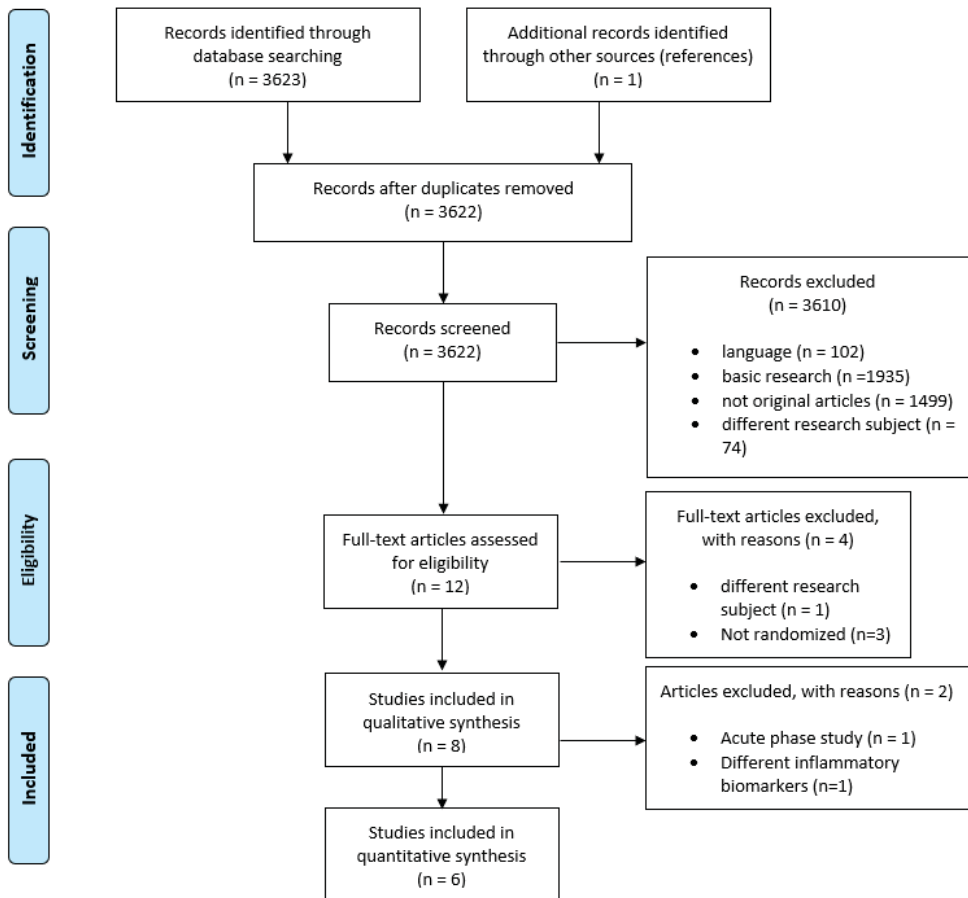 Identification
Records identified through
database searching
(n = 3623)
Additional records identified
through other sources (references)
(n = 1)
Records after duplicates removed
(n = 3622)
Screening
Records screened
(n = 3622)
Records excluded
(n = 3610)
• language (n = 102)
• basic research (n =1935)
• not original articles (n = 1499)
• different research subject (n =
74)
Eligibility
Full-text articles assessed
for eligibility
(n = 12)
Full-text articles excluded,
with reasons (n = 4)
• different research
subject (n = 1)
• Not randomized (n=3)
Included
Studies included in
qualitative synthesis
(n = 8)
Articles excluded, with reasons (n = 2)
• Acute phase study (n = 1)
• Different inflammatory
biomarkers (n=1)
Studies included in
quantitative synthesis
(n = 6)